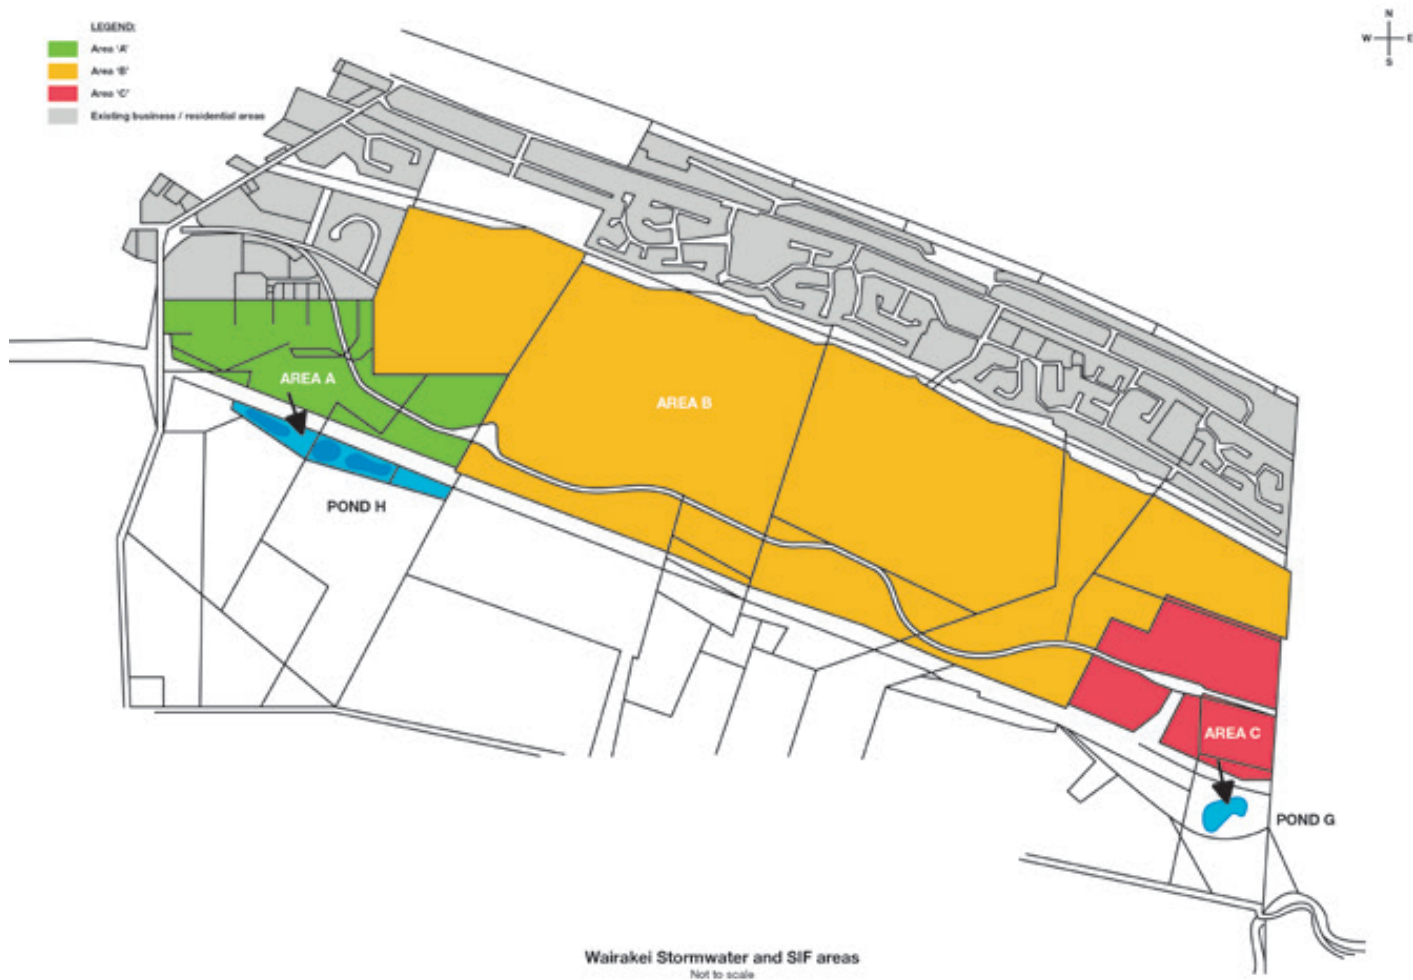 LEGEND:
Area 'A'
Area 'B'
Area 'C'
Existing business / residential areas
N
W E
S
AREA A
AREA B
POND H
AREA C
POND G
Wairakei Stormwater and SIF areas
Not to scale